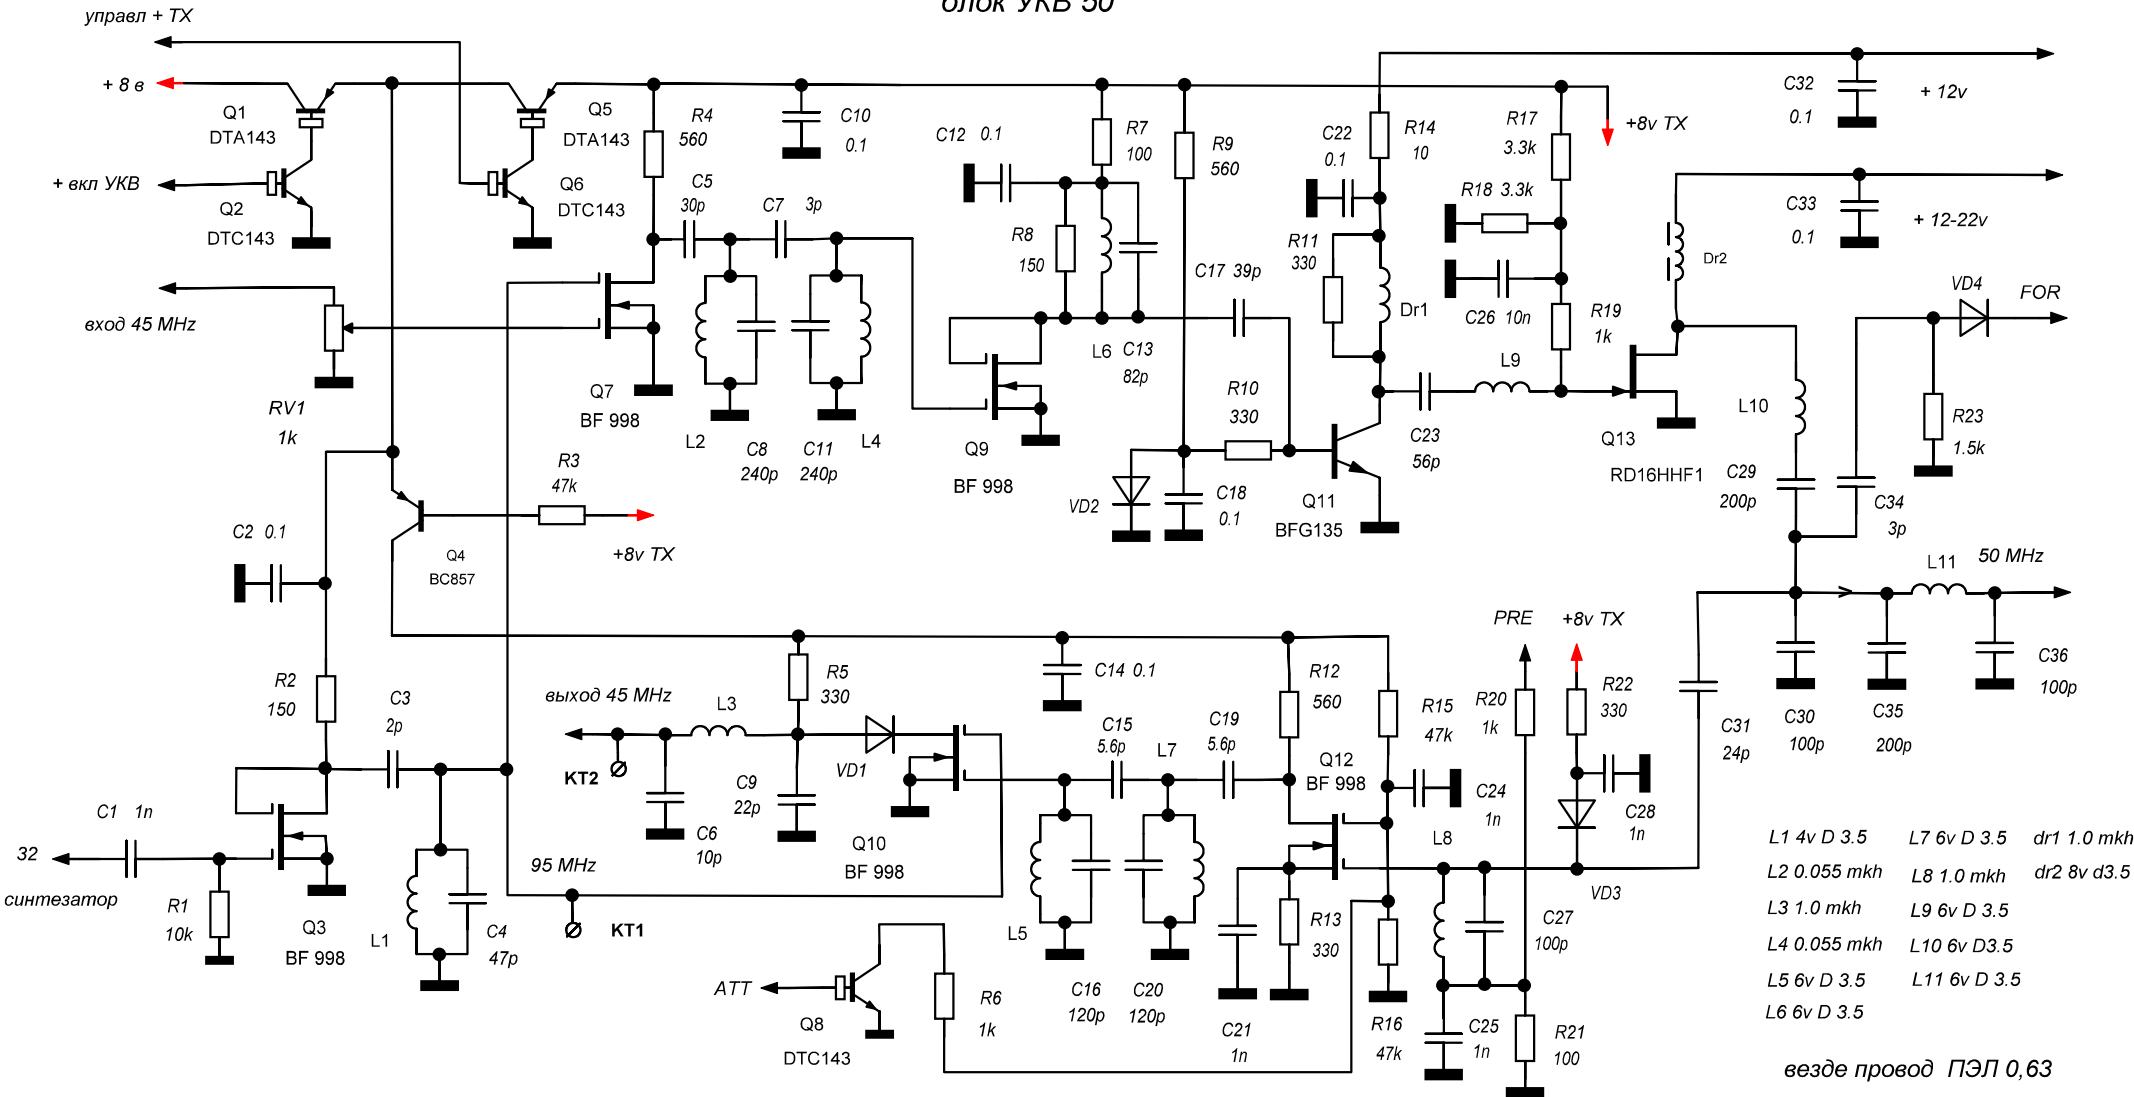 блок УКВ 50
управл + TX
+ 8 в
Q1
DTA143
+ вкл УКВ
Q2
DTC143
Q5
DTA143
Q6
DTC143
R4
560
C10
0.1
C5
30p
C7
3p
C12 0.1
R7
100
R9
560
R8
150
C22
0.1
R14
10
R11
330
R17
3.3k
R18 3.3k
+8v TX
C32
0.1
+ 12v
C33
0.1
+ 12-22v
Dr2
VD4
FOR
вход 45 MHz
RV1
1k
Q7
BF 998
L2
C8
240p
C11
240p
L4
L6
C13
82p
C17 39p
Dr1
C26 10n
R19
1k
L9
Q9
BF 998
R10
330
VD2
C18
0.1
Q11
BFG135
C23
56p
Q13
RD16HHF1
L10
C29
200p
C34
3p
R23
1.5k
R3
47k
+8v TX
Q4
BC857
C2 0.1
R2
150
C3
2p
C1 1n
32
синтезатор
R1
10k
Q3
BF 998
L1
C4
47p
выход 45 MHz
KT2
L3
R5
330
VD1
C9
22p
C6
10p
95 MHz
KT1
Q10
BF 998
C14 0.1
C15
5.6p
L7
C19
5.6p
R12
560
Q12
BF 998
R15
47k
PRE
+8v TX
R20
1k
R22
330
C24
1n
L8
C28
1n
VD3
L11
50 MHz
C31
24p
C30
100p
C35
200p
C36
100p
L5
C16
120p
C20
120p
R13
330
C21
1n
R16
47k
C27
100p
C25
1n
R21
100
ATT
Q8
DTC143
R6
1k
L1 4v D 3.5
L2 0.055 mkh
L3 1.0 mkh
L4 0.055 mkh
L5 6v D 3.5
L6 6v D 3.5
L7 6v D 3.5
L8 1.0 mkh
L9 6v D 3.5
L10 6v D3.5
L11 6v D 3.5
dr1 1.0 mkh
dr2 8v d3.5
везде провод ПЭЛ 0,63